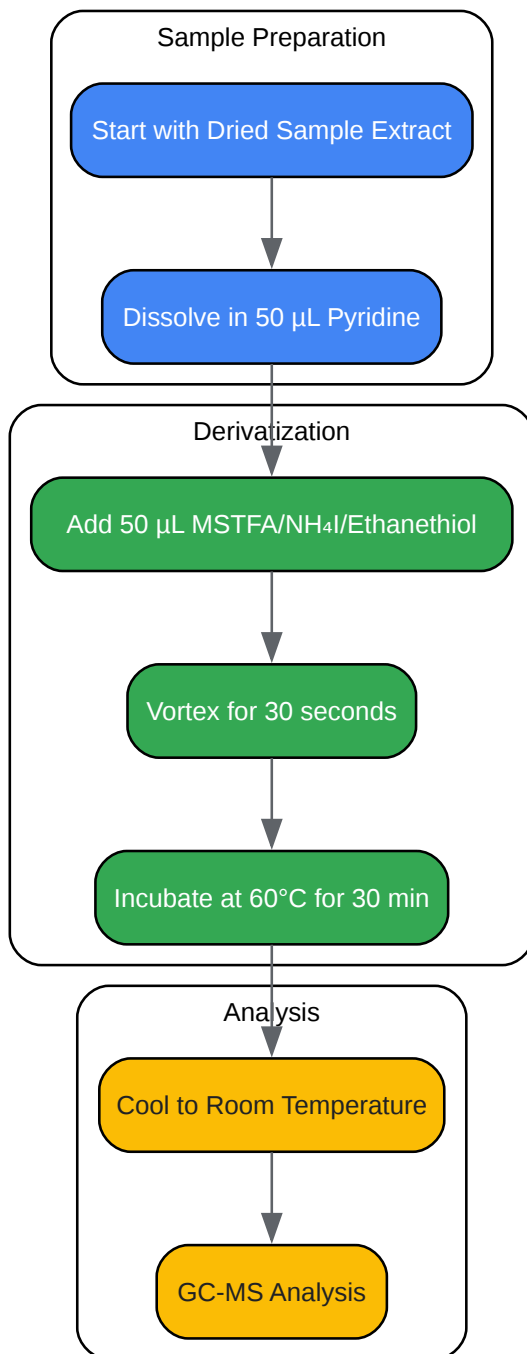 Sample Preparation
Start with Dried Sample Extract
Dissolve in 50 µL Pyridine
Derivatization
Add 50 µL MSTFA/NH₄I/Ethanethiol
Vortex for 30 seconds
Incubate at 60°C for 30 min
Analysis
Cool to Room Temperature
GC-MS Analysis